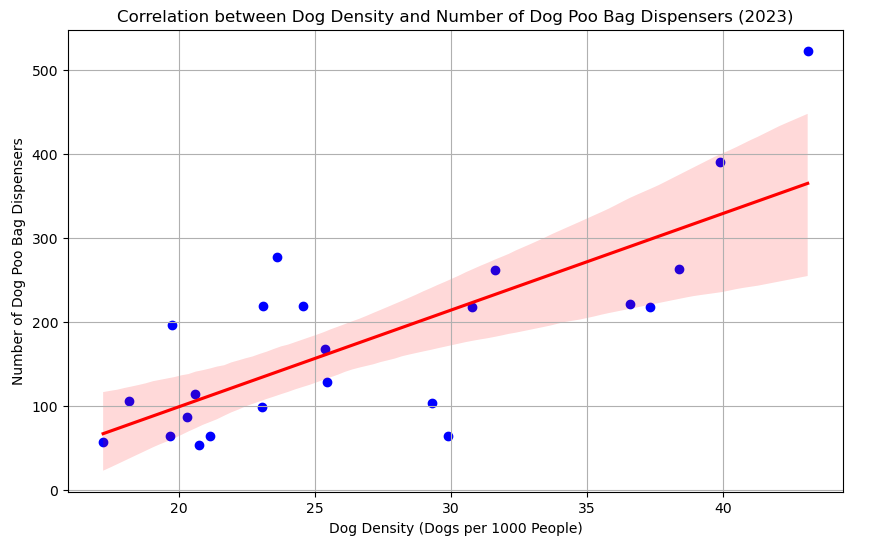 Correlation between Dog Density and Number of Dog Poo Bag Dispensers (2023)
Number of Dog Poo Bag Dispensers
500
400
300
200
100
0
20 25 30 35 40
Dog Density (Dogs per 1000 People)